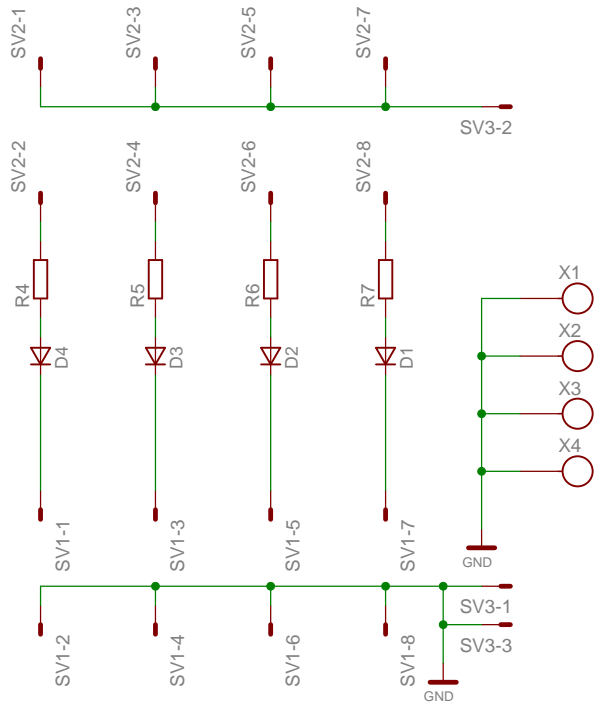 SV2-1
SV2-3
SV2-5
SV2-7
SV3-2
SV2-2
SV2-4
SV2-6
SV2-8
R4
R5
R6
R7
X1
D4
D3
D2
D1
X2
X3
X4
SV1-1
SV1-3
SV1-5
SV1-7
GND
SV3-1
SV1-2
SV1-4
SV1-6
SV1-8
SV3-3
GND